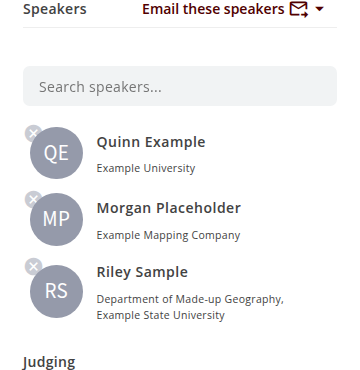 Speakers
Email these speakers
Search speakers...
QE
Quinn Example
Example University
MP
Morgan Placeholder
Example Mapping Company
RS
Riley Sample
Department of Made-up Geography,
Example State University
Judging